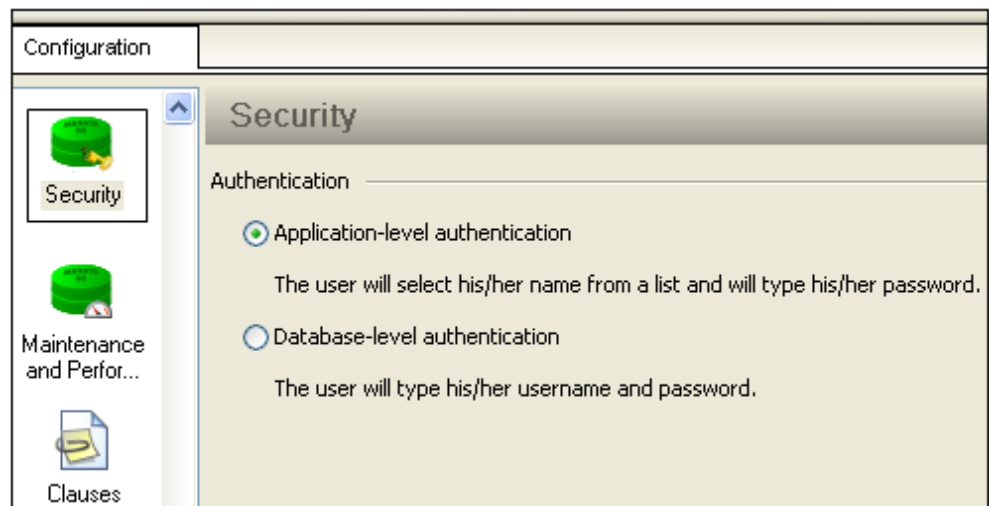 Configuration
Security
Security
Maintenance
and Perfor...
Clauses
Authentication
Application-level authentication
The user will select his/her name from a list and will type his/her password.
Database-level authentication
The user will type his/her username and password.